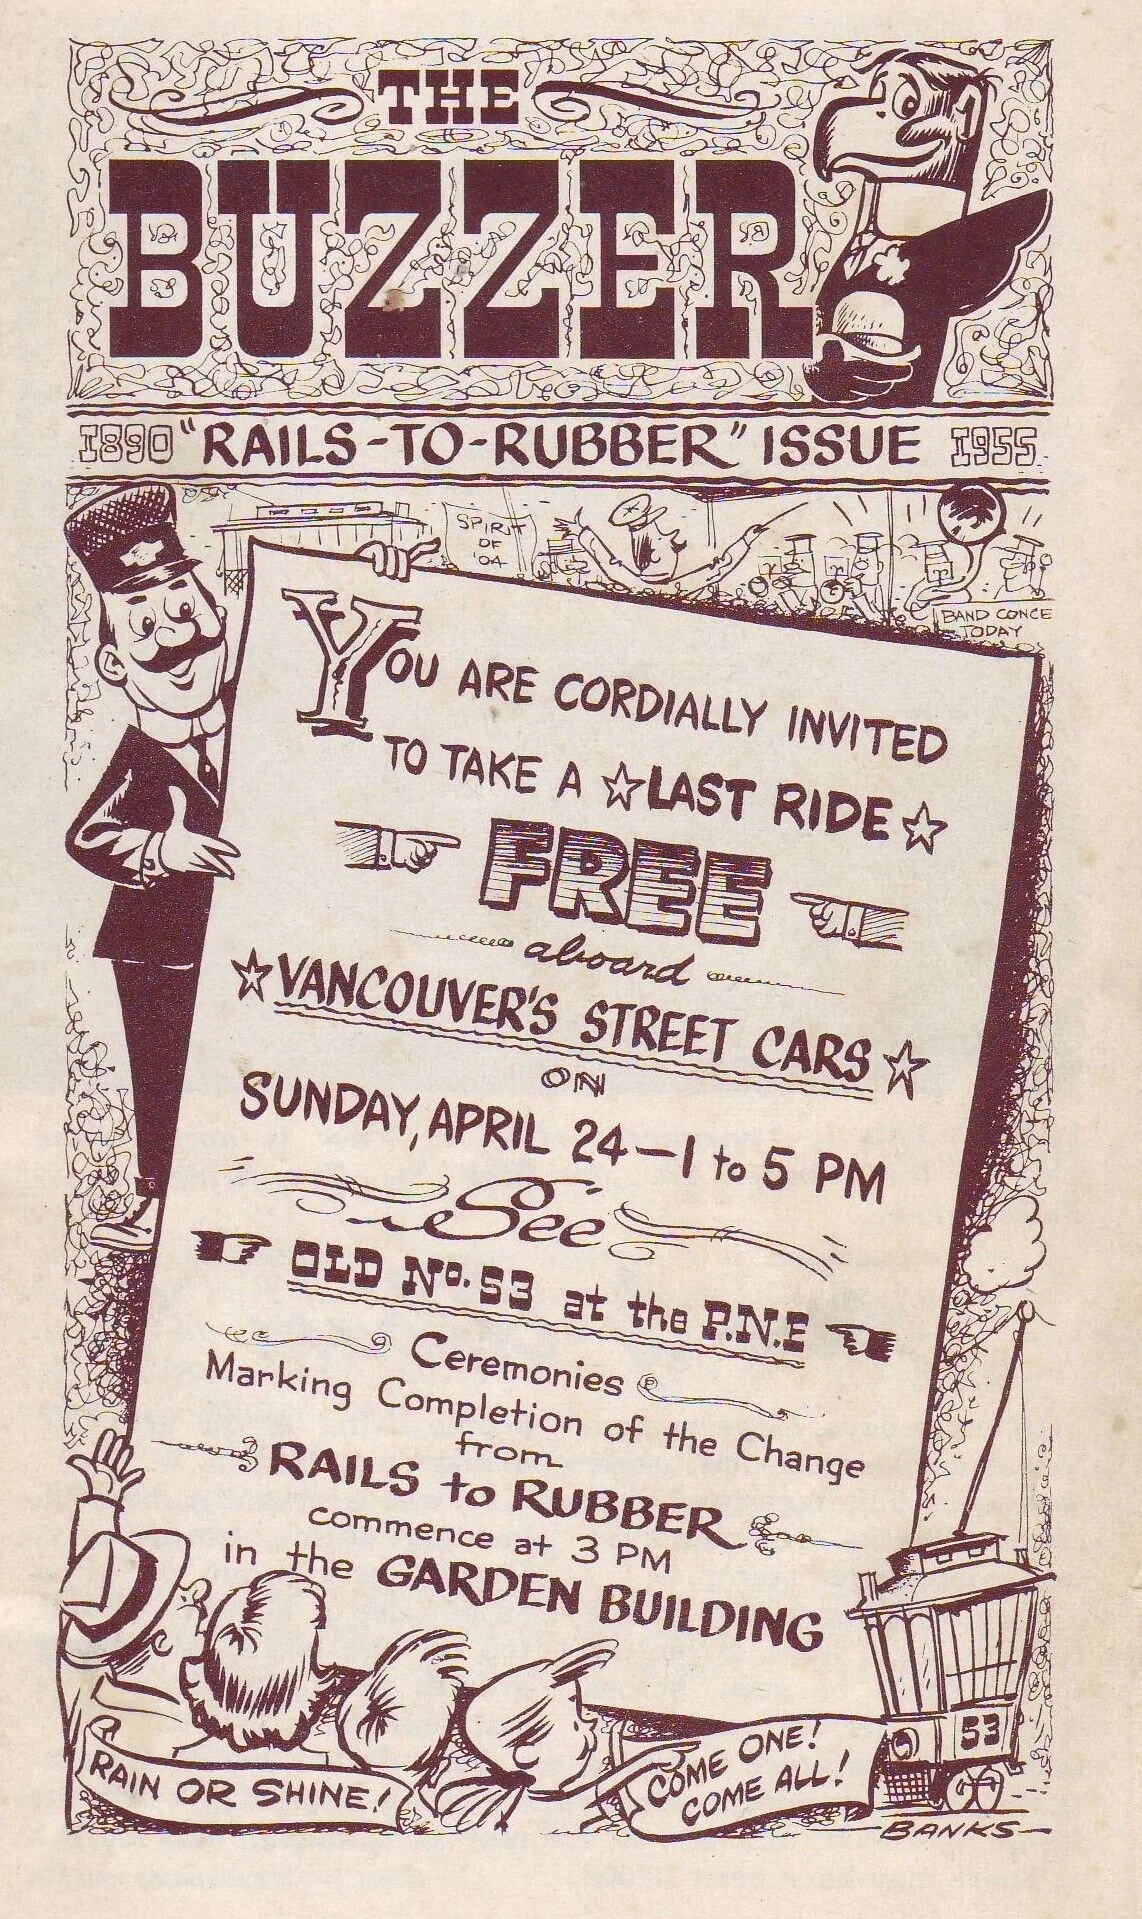 THE
BUZZER
1890 "RAILS-TO-RUBBER" ISSUE 1955
SPIRIT
OF
'04
BAND CONCE
TODAY
YOU ARE CORDIALLY INVITED
TO TAKE A LAST RIDE
FREE
aboard
VANCOUVER'S STREET CARS
ON
SUNDAY, APRIL 24 - 1 to 5 PM
See
OLD No. 53 at the P.N.E
Ceremonies
Marking Completion of the Change
from
RAILS to RUBBER
commence at 3 PM
in the GARDEN BUILDING
53
RAIN OR SHINE!
COME ONE!
COME ALL!
BANKS